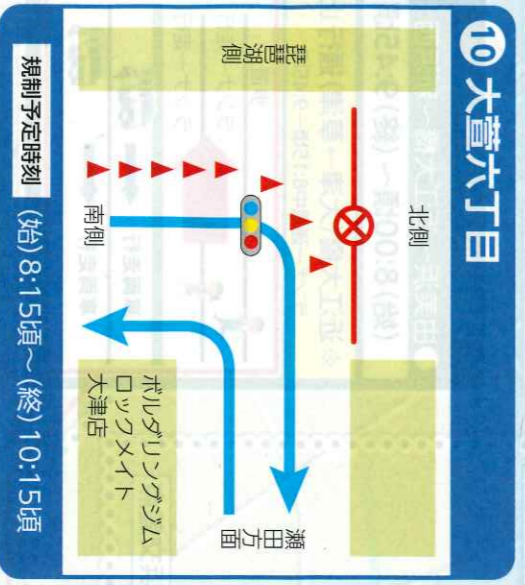 ⑩ 大萱六丁目
北側
琵琶湖側
南側
瀬田方面
ボルダリングジム
ロックメイト
大津店
規制予定時刻 (始)8:15頃～(終)10:15頃